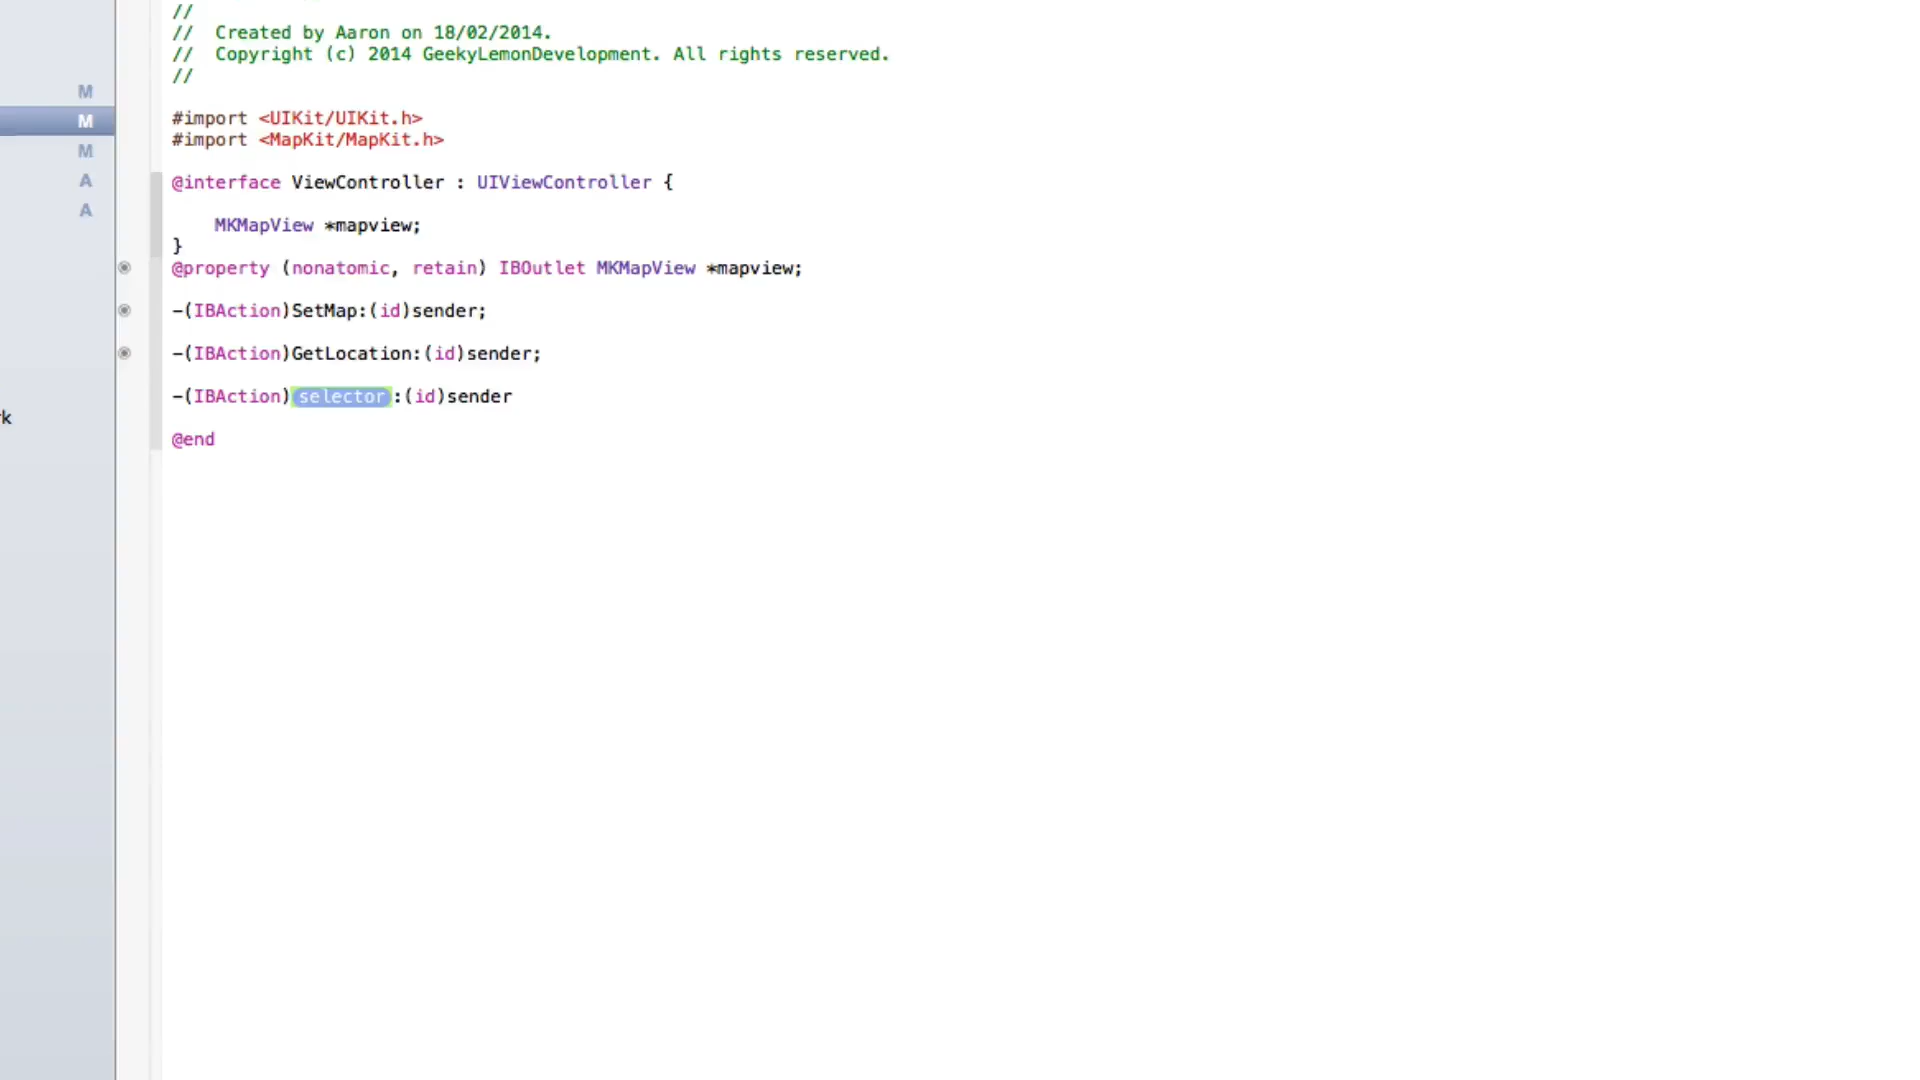 //
//  Created by Aaron on 18/02/2014.
//  Copyright (c) 2014 GeekyLemonDevelopment. All rights reserved.
//
M
#import <UIKit/UIKit.h>
M
#import <MapKit/MapKit.h>
M
@interface ViewController : UIViewController {
A
A
MKMapView *mapview;
}
@property (nonatomic, retain) IBOutlet MKMapView *mapview;
-(IBAction)SetMap:(id)sender;
-(IBAction)GetLocation:(id)sender;
-(IBAction)selector:(id)sender
rk
@end